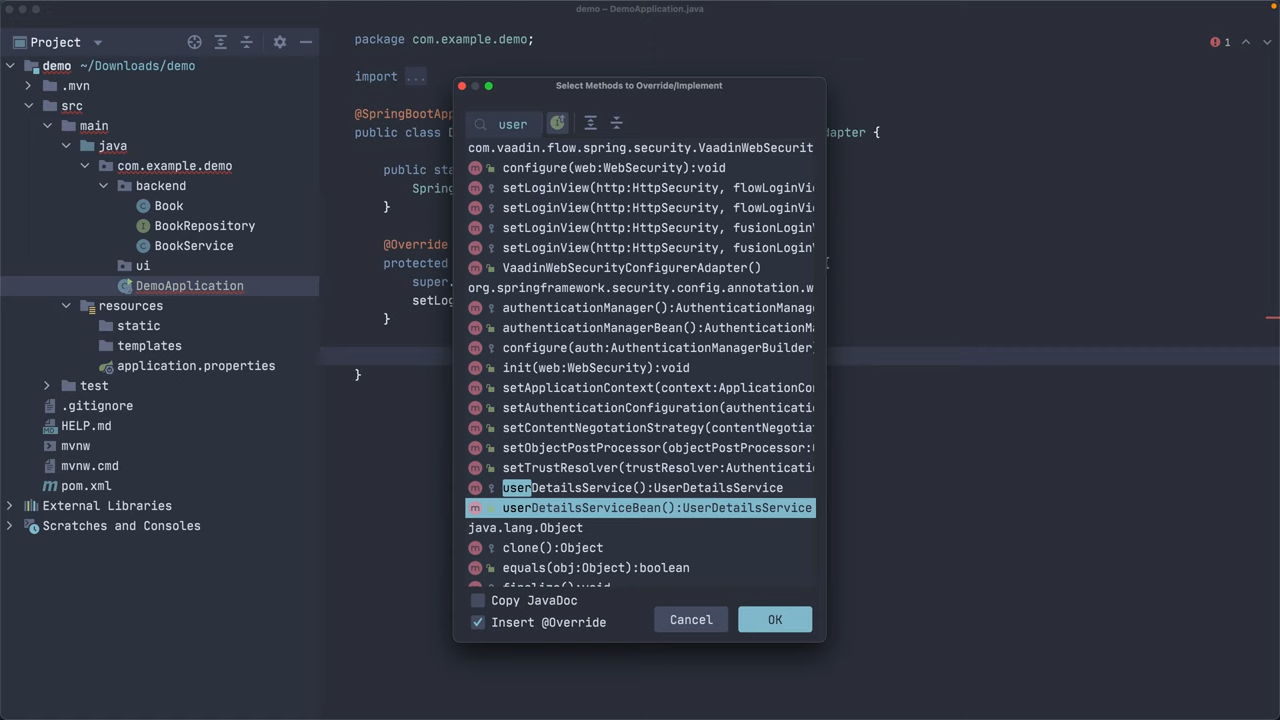 demo – DemoApplication.java
Project
demo ~/Downloads/demo
.mvn
src
main
java
com.example.demo
backend
Book
BookRepository
BookService
ui
DemoApplication
resources
static
templates
application.properties
test
.gitignore
HELP.md
mvnw
mvnw.cmd
pom.xml
External Libraries
Scratches and Consoles
package com.example.demo;
1
import ...
@SpringBootApp
public class D
apter {
public sta
Spring
}
@Override
protected
{
super.
setLog
}
}
Select Methods to Override/Implement
user
com.vaadin.flow.spring.security.VaadinWebSecurit
configure(web:WebSecurity):void
setLoginView(http:HttpSecurity, flowLoginVi
setLoginView(http:HttpSecurity, flowLoginVi
setLoginView(http:HttpSecurity, fusionLogin
setLoginView(http:HttpSecurity, fusionLogin
VaadinWebSecurityConfigurerAdapter()
org.springframework.security.config.annotation.w
authenticationManager():AuthenticationManag
authenticationManagerBean():AuthenticationMa
configure(auth:AuthenticationManagerBuilder
init(web:WebSecurity):void
setApplicationContext(context:ApplicationCon
setAuthenticationConfiguration(authenticati
setContentNegotationStrategy(contentNegotiat
setObjectPostProcessor(objectPostProcessor:
setTrustResolver(trustResolver:Authenticati
userDetailsService():UserDetailsService
userDetailsServiceBean():UserDetailsService
java.lang.Object
clone():Object
equals(obj:Object):boolean
finalize():void
Copy JavaDoc
Insert @Override
Cancel
OK